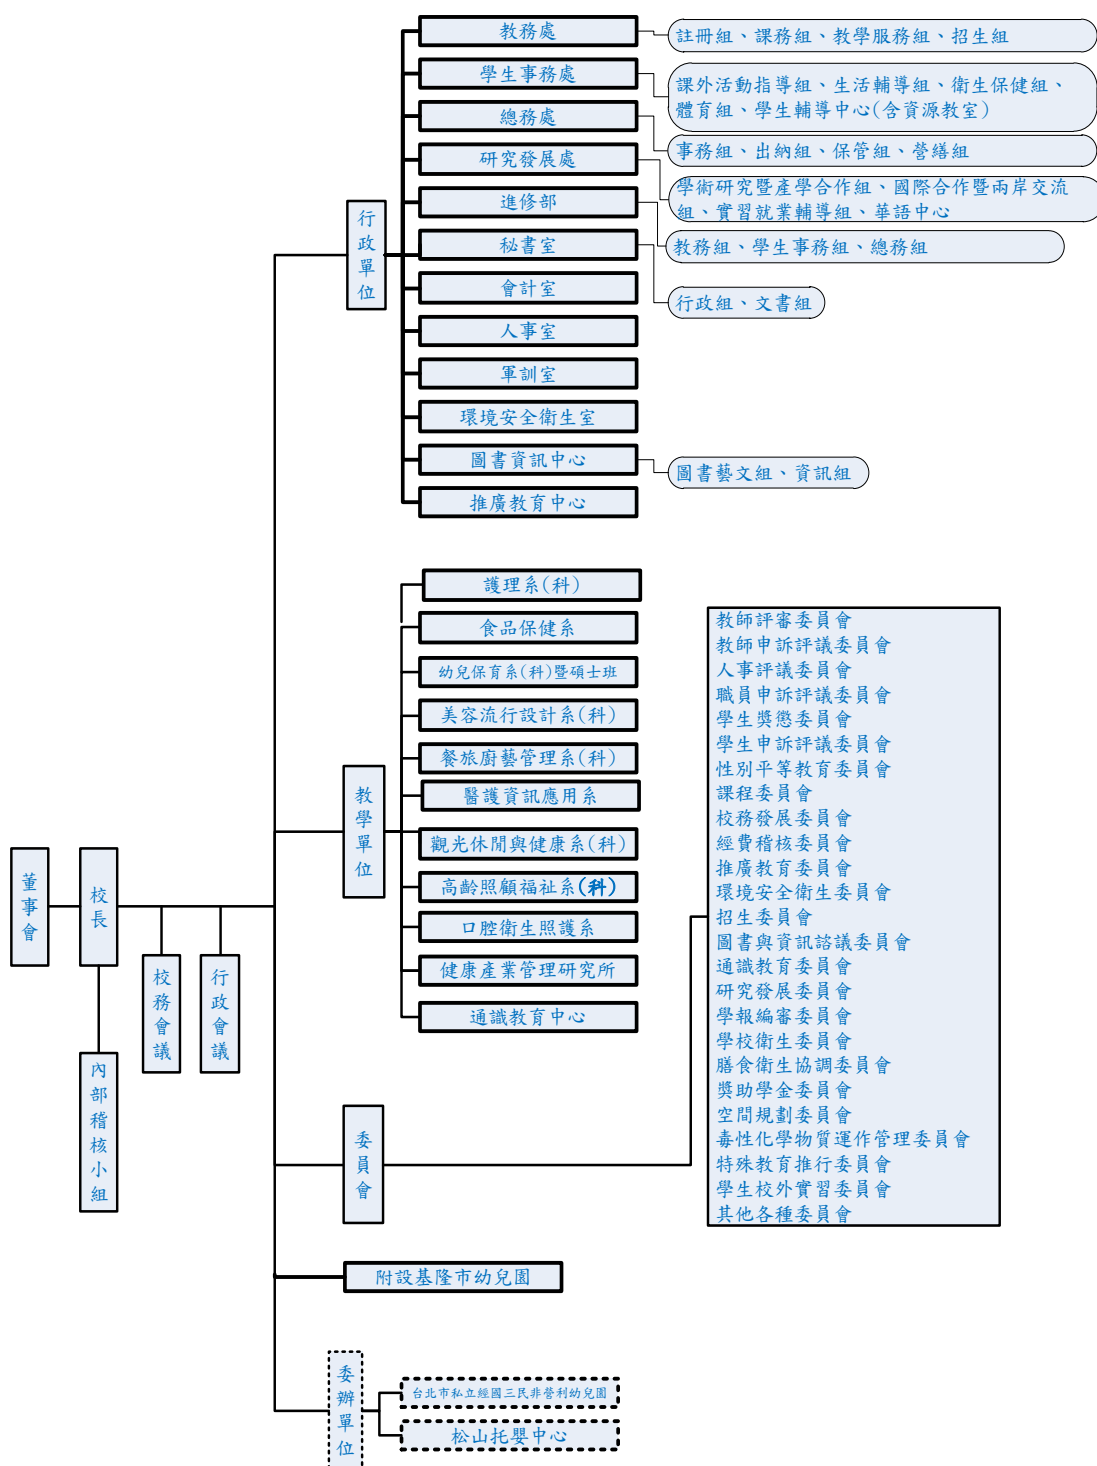 董事會
校長
內部稽核小組
校務會議
行政會議
行政單位
教務處
註冊組、課務組、教學服務組、招生組
學生事務處
課外活動指導組、生活輔導組、衛生保健組、
體育組、學生輔導中心(含資源教室)
總務處
事務組、出納組、保管組、營繕組
研究發展處
學術研究暨產學合作組、國際合作暨兩岸交流
組、實習就業輔導組、華語中心
進修部
教務組、學生事務組、總務組
秘書室
行政組、文書組
會計室
人事室
軍訓室
環境安全衛生室
圖書資訊中心
圖書藝文組、資訊組
推廣教育中心
教學單位
護理系(科)
食品保健系
幼兒保育系(科)暨碩士班
美容流行設計系(科)
餐旅廚藝管理系(科)
醫護資訊應用系
觀光休閒與健康系(科)
高齡照顧福祉系(科)
口腔衛生照護系
健康產業管理研究所
通識教育中心
委員會
教師評審委員會
教師申訴評議委員會
人事評議委員會
職員申訴評議委員會
學生獎懲委員會
學生申訴評議委員會
性別平等教育委員會
課程委員會
校務發展委員會
經費稽核委員會
推廣教育委員會
環境安全衛生委員會
招生委員會
圖書與資訊諮議委員會
通識教育委員會
研究發展委員會
學報編審委員會
學校衛生委員會
膳食衛生協調委員會
獎助學金委員會
空間規劃委員會
毒性化學物質運作管理委員會
特殊教育推行委員會
學生校外實習委員會
其他各種委員會
附設基隆市幼兒園
委辦單位
台北市私立經國三民非營利幼兒園
松山托嬰中心